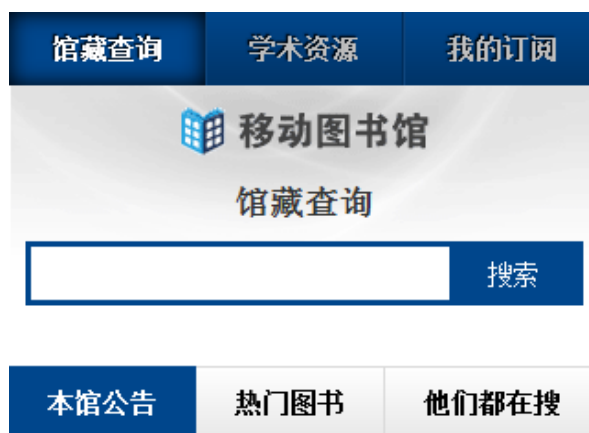 馆藏查询 学术资源 我的订阅
移动图书馆
馆藏查询
搜索
本馆公告 热门图书 他们都在搜